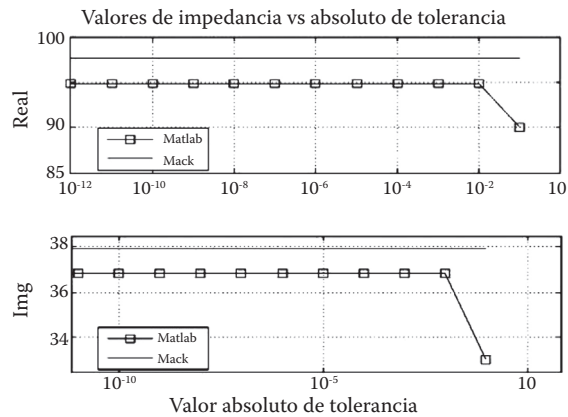 Valores de impedancia vs absoluto de tolerancia
100
90
85
Real
Matlab
Mack
10⁻¹² 10⁻¹⁰ 10⁻⁸ 10⁻⁶ 10⁻⁴ 10⁻² 10
38
36
34
Img
Matlab
Mack
10⁻¹⁰ 10⁻⁵ 10
Valor absoluto de tolerancia